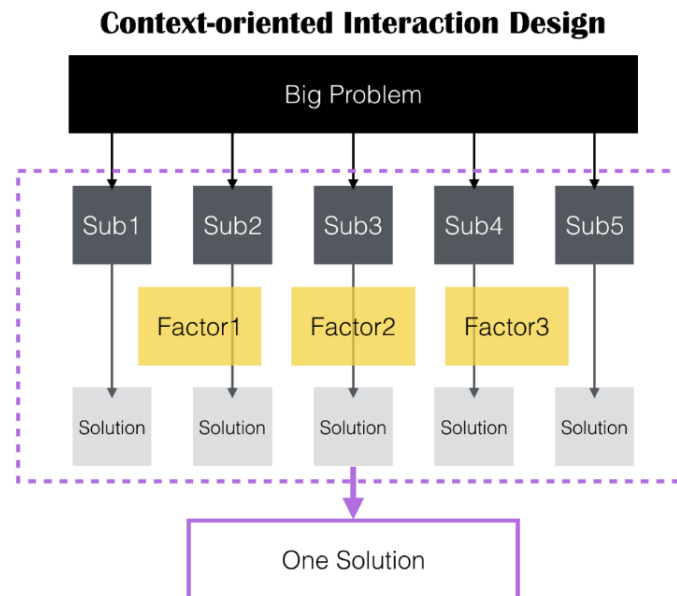 Context-oriented Interaction Design
Big Problem
Sub1 Sub2 Sub3 Sub4 Sub5
Factor1 Factor2 Factor3
Solution Solution Solution Solution Solution
One Solution